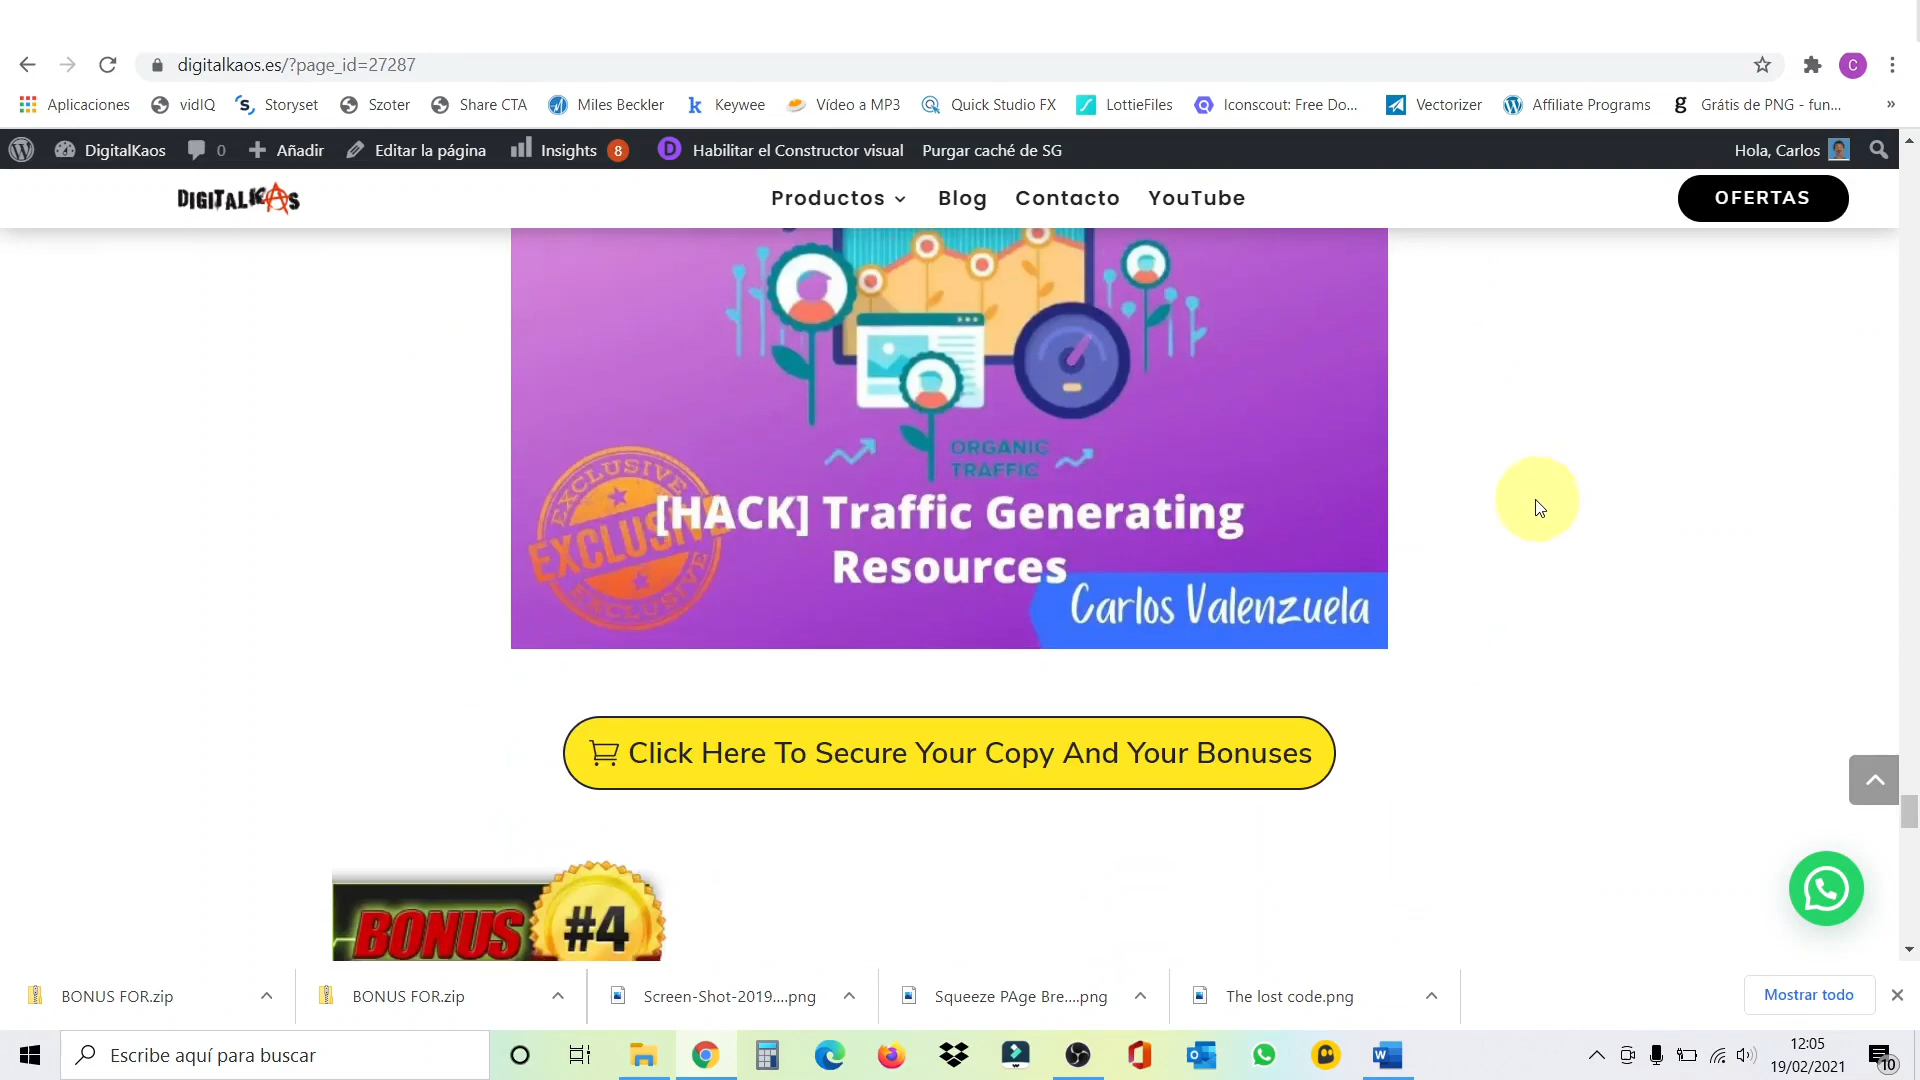 digitalkaos.es/?page_id=27287
C
Aplicaciones vidIQ Storyset Szoter Share CTA Miles Beckler Keywee Vídeo a MP3 Quick Studio FX LottieFiles Iconscout: Free Do... Vectorizer Affiliate Programs Grátis de PNG - fun... »
DigitalKaos 0 Añadir Editar la página Insights 8 D Habilitar el Constructor visual Purgar caché de SG Hola, Carlos
DIGITALKAOS Productos Blog Contacto YouTube OFERTAS
ORGANIC
TRAFFIC
EXCLUSIVE
EXCLUSIVE
EXCLUSIVE
[HACK] Traffic Generating
Resources
Carlos Valenzuela
Click Here To Secure Your Copy And Your Bonuses
BONUS #4
BONUS FOR.zip BONUS FOR.zip Screen-Shot-2019....png Squeeze PAge Bre....png The lost code.png Mostrar todo
Escribe aquí para buscar
12:05
19/02/2021
10